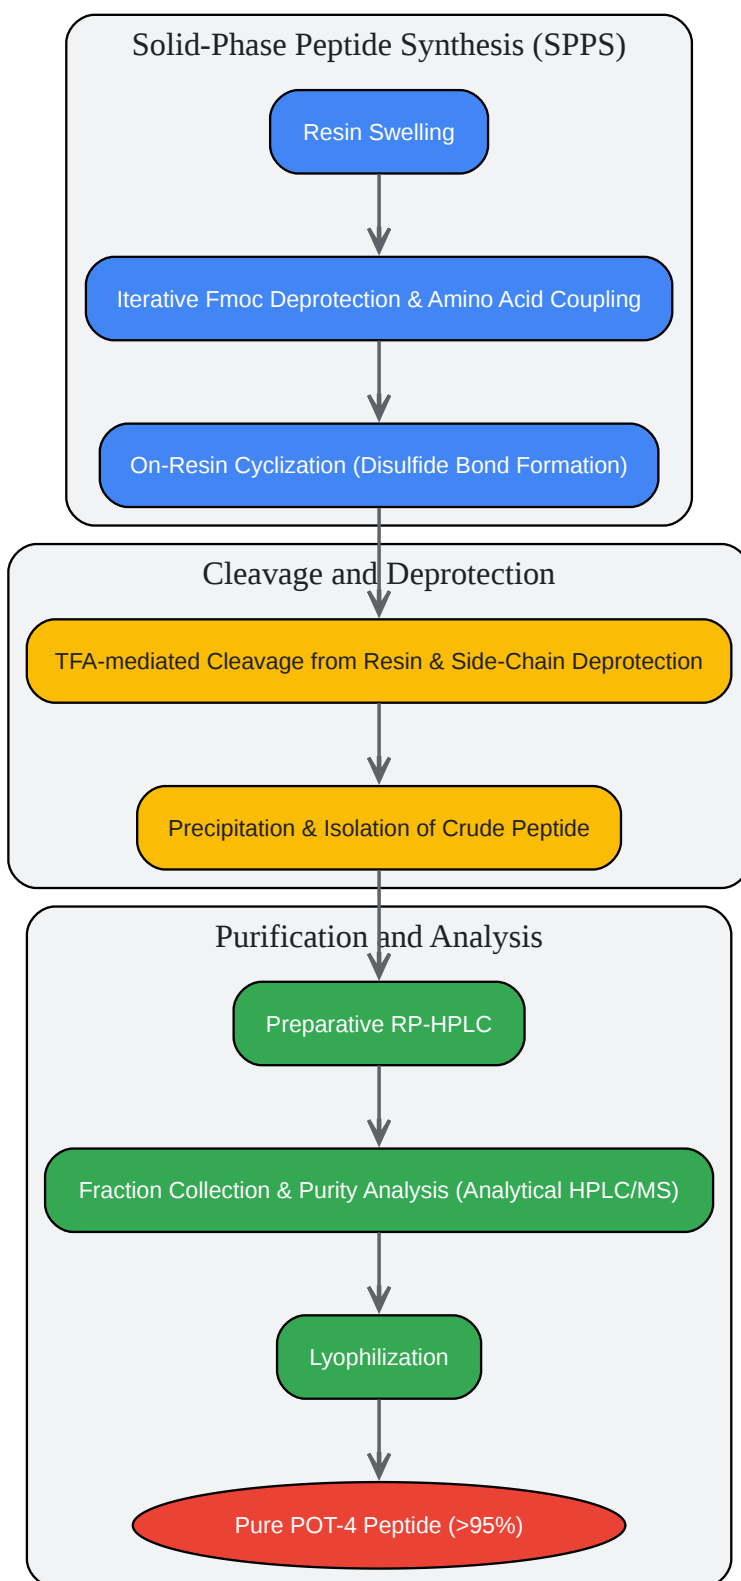 Solid-Phase Peptide Synthesis (SPPS)
Resin Swelling
Iterative Fmoc Deprotection & Amino Acid Coupling
On-Resin Cyclization (Disulfide Bond Formation)
Cleavage and Deprotection
TFA-mediated Cleavage from Resin & Side-Chain Deprotection
Precipitation & Isolation of Crude Peptide
Purification and Analysis
Preparative RP-HPLC
Fraction Collection & Purity Analysis (Analytical HPLC/MS)
Lyophilization
Pure POT-4 Peptide (>95%)